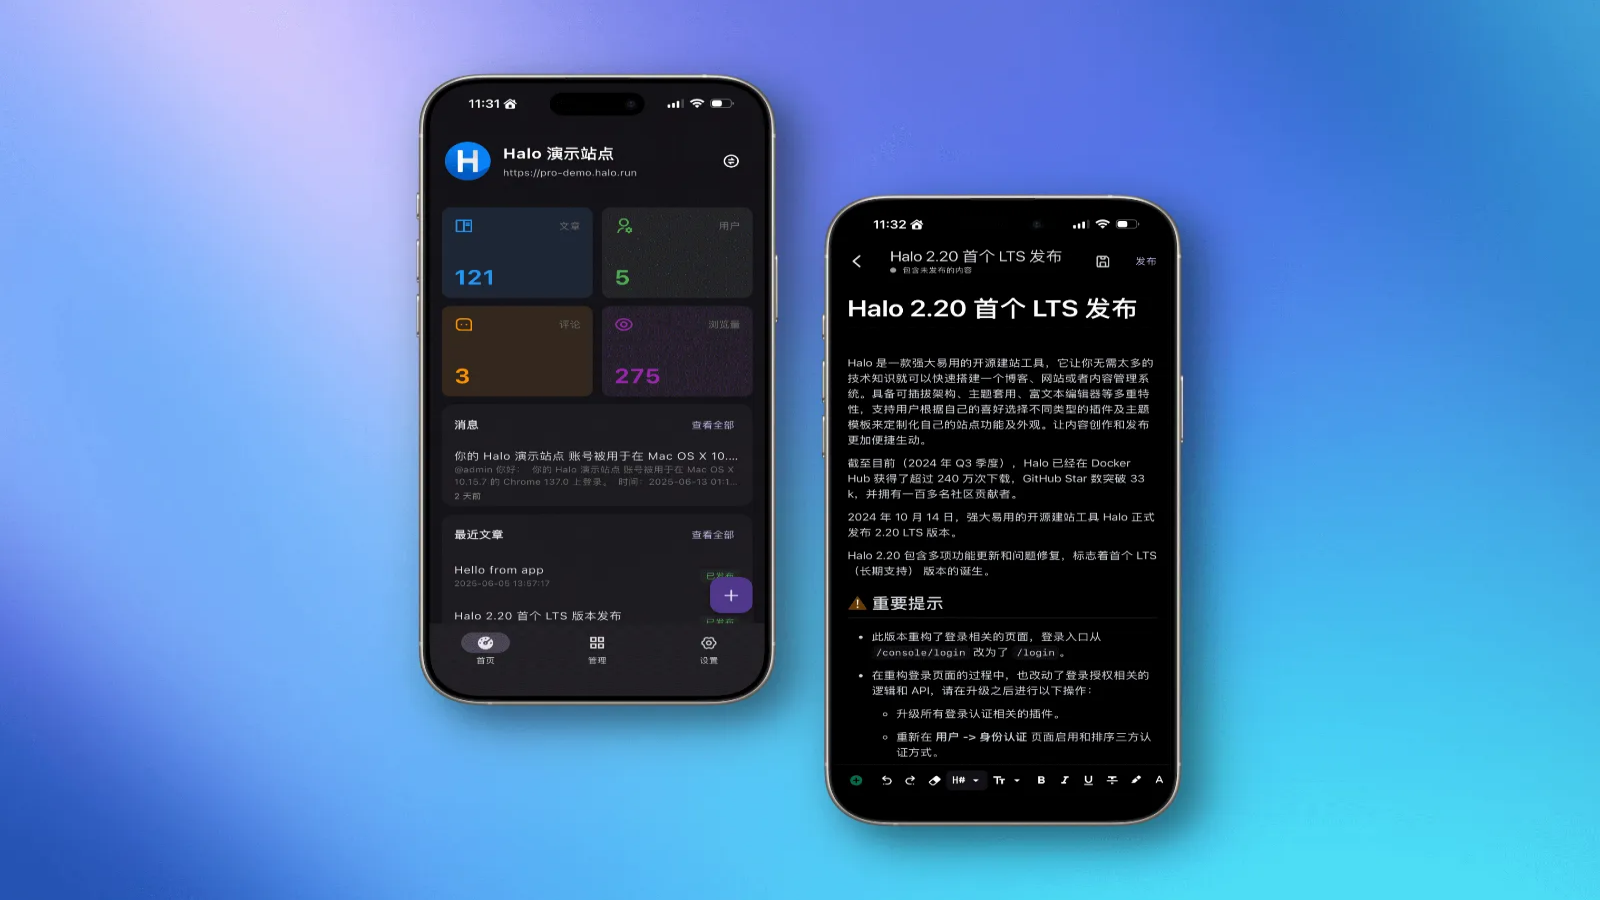 11:31
H
Halo 演示站点
https://pro-demo.halo.run
文章
121
用户
5
评论
3
浏览量
275
消息
查看全部
你的 Halo 演示站点 账号被用于在 Mac OS X 10....
@admin 你好： 你的 Halo 演示站点 账号被用于在 Mac OS X
10.15.7 的 Chrome 137.0 上登录。 时间：2025-06-13 01:1...
2 天前
最近文章
查看全部
Hello from app
已发布
2025-06-05 13:57:17
Halo 2.20 首个 LTS 版本发布
已发布
首页
管理
设置
11:32
Halo 2.20 首个 LTS 发布
包含未发布的内容
发布
Halo 2.20 首个 LTS 发布
Halo 是一款强大易用的开源建站工具，它让你无需太多的
技术知识就可以快速搭建一个博客、网站或者内容管理系
统。具备可插拔架构、主题套用、富文本编辑器等多重特
性，支持用户根据自己的喜好选择不同类型的插件及主题
模板来定制化自己的站点功能及外观。让内容创作和发布
更加便捷生动。
截至目前（2024 年 Q3 季度），Halo 已经在 Docker
Hub 获得了超过 240 万次下载，GitHub Star 数突破 33
k，并拥有一百多名社区贡献者。
2024 年 10 月 14 日，强大易用的开源建站工具 Halo 正式
发布 2.20 LTS 版本。
Halo 2.20 包含多项功能更新和问题修复，标志着首个 LTS
（长期支持） 版本的诞生。
重要提示
此版本重构了登录相关的页面，登录入口从
/console/login 改为了 /login 。
在重构登录页面的过程中，也改动了登录授权相关的
逻辑和 API，请在升级之后进行以下操作：
升级所有登录认证相关的插件。
重新在 用户 -> 身份认证 页面启用和排序三方认
证方式。
H# Tr B I U T A